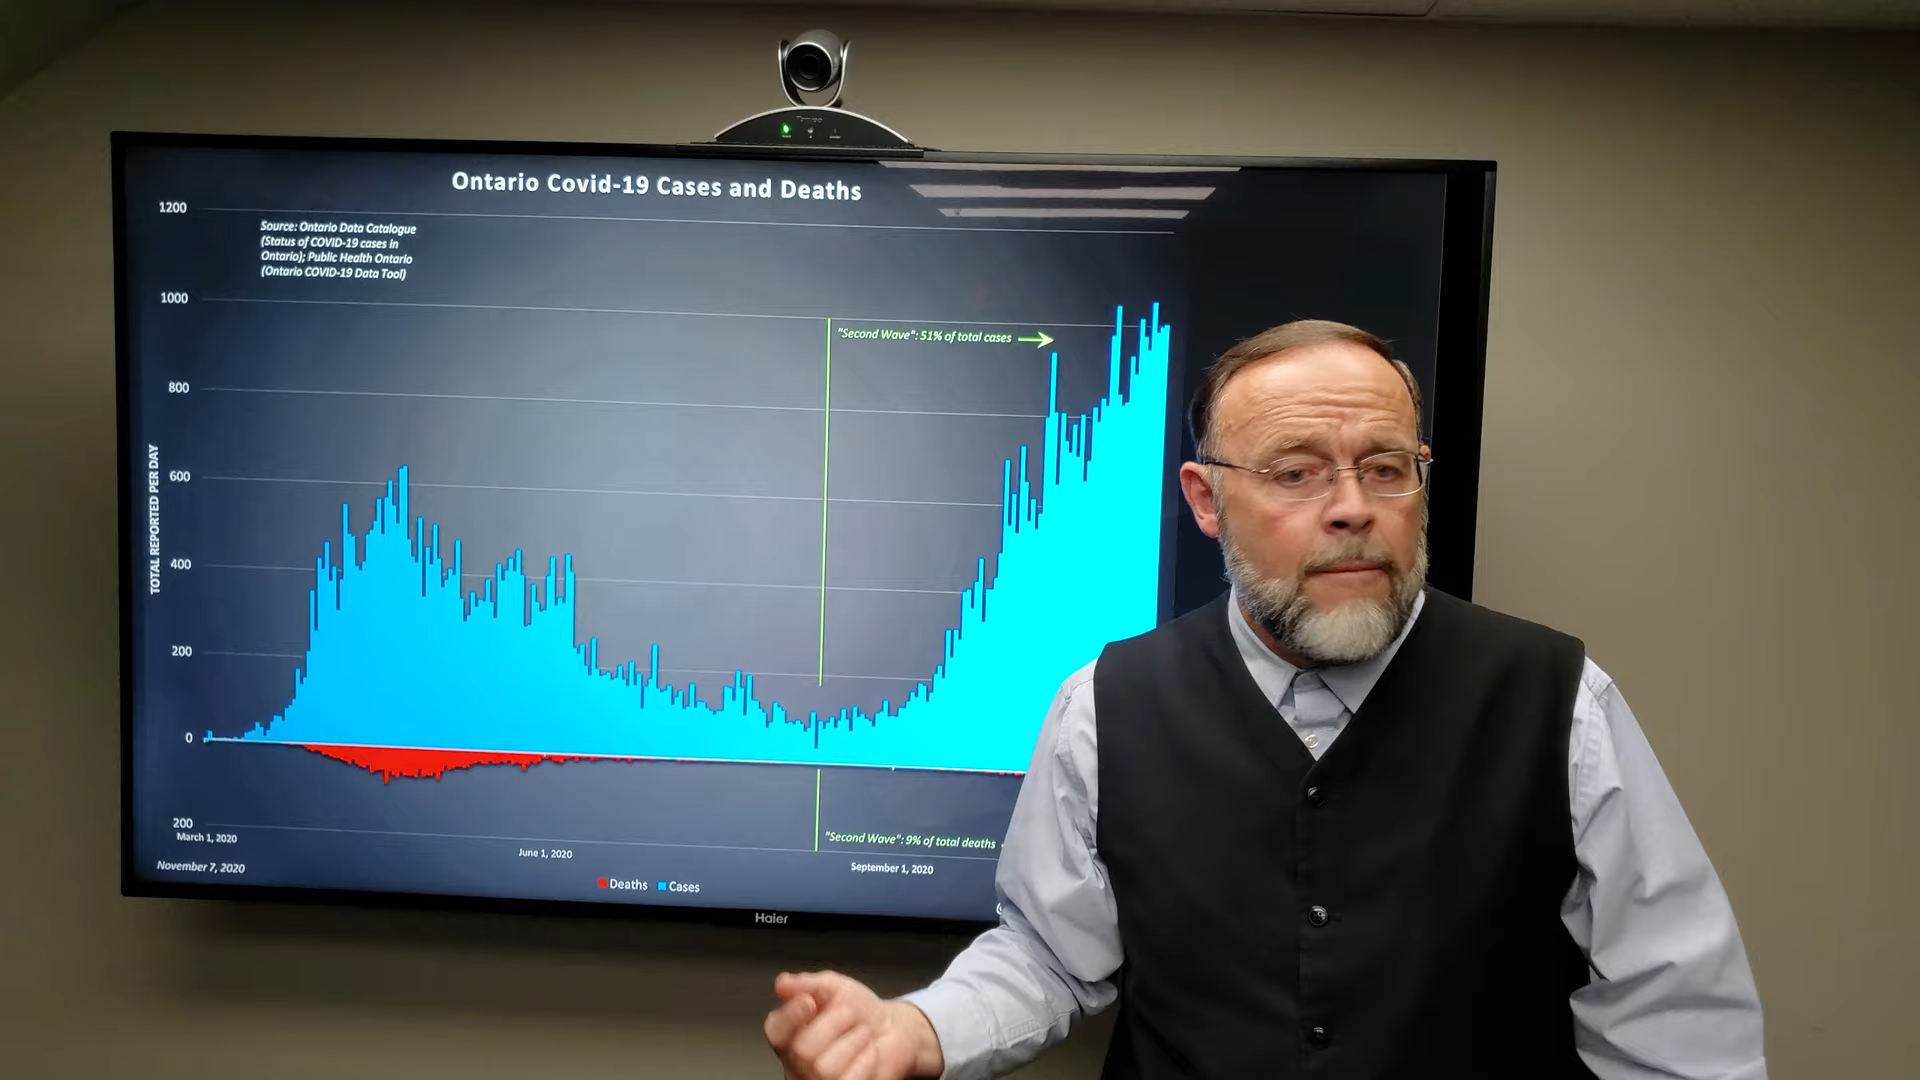 Ontario Covid-19 Cases and Deaths
1200
Source: Ontario Data Catalogue
(Status of COVID-19 cases in
Ontario); Public Health Ontario
(Ontario COVID-19 Data Tool)
1000
"Second Wave": 51% of total cases
800
600
400
200
0
200
TOTAL REPORTED PER DAY
"Second Wave": 9% of total deaths
March 1, 2020
June 1, 2020
September 1, 2020
November 7, 2020
Deaths Cases
Haier